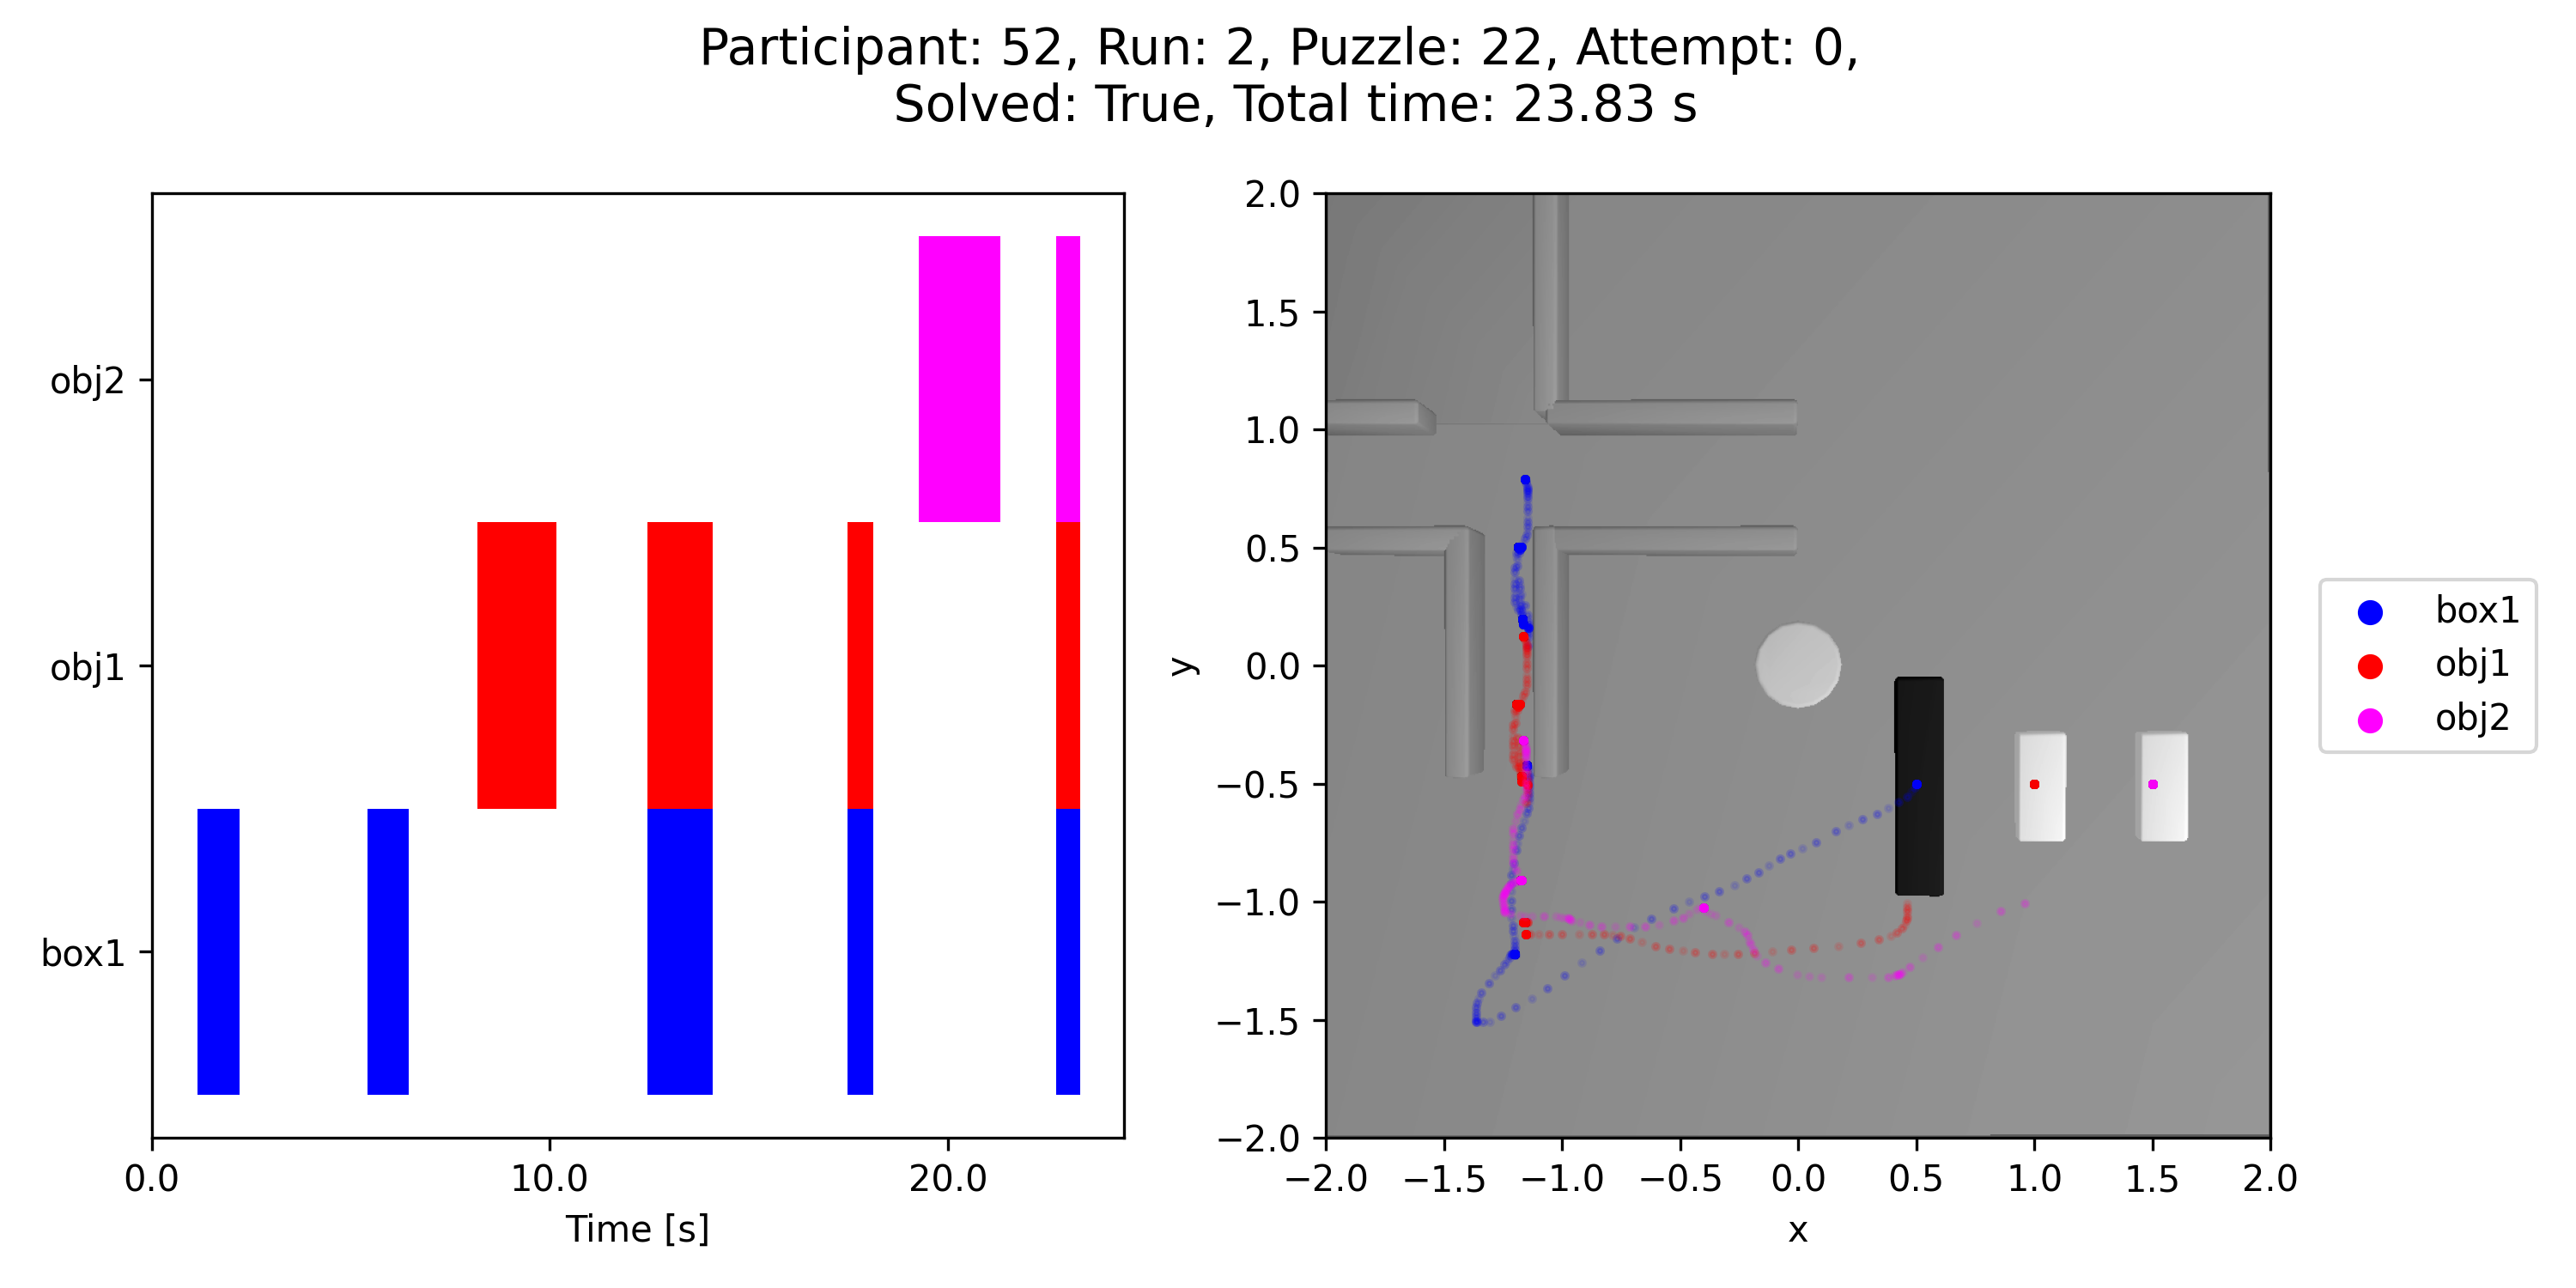 Participant: 52, Run: 2, Puzzle: 22, Attempt: 0,
Solved: True, Total time: 23.83 s
obj2
obj1
box1
0.0 10.0 20.0
Time [s]
2.0
1.5
1.0
0.5
0.0
−0.5
−1.0
−1.5
−2.0
y
−2.0 −1.5 −1.0 −0.5 0.0 0.5 1.0 1.5 2.0
x
box1
obj1
obj2